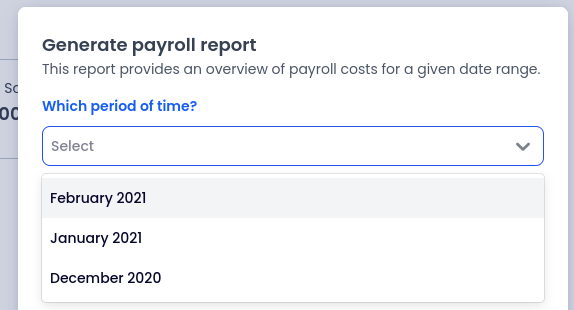 Generate payroll report
This report provides an overview of payroll costs for a given date range.
Which period of time?
Select
February 2021
January 2021
December 2020